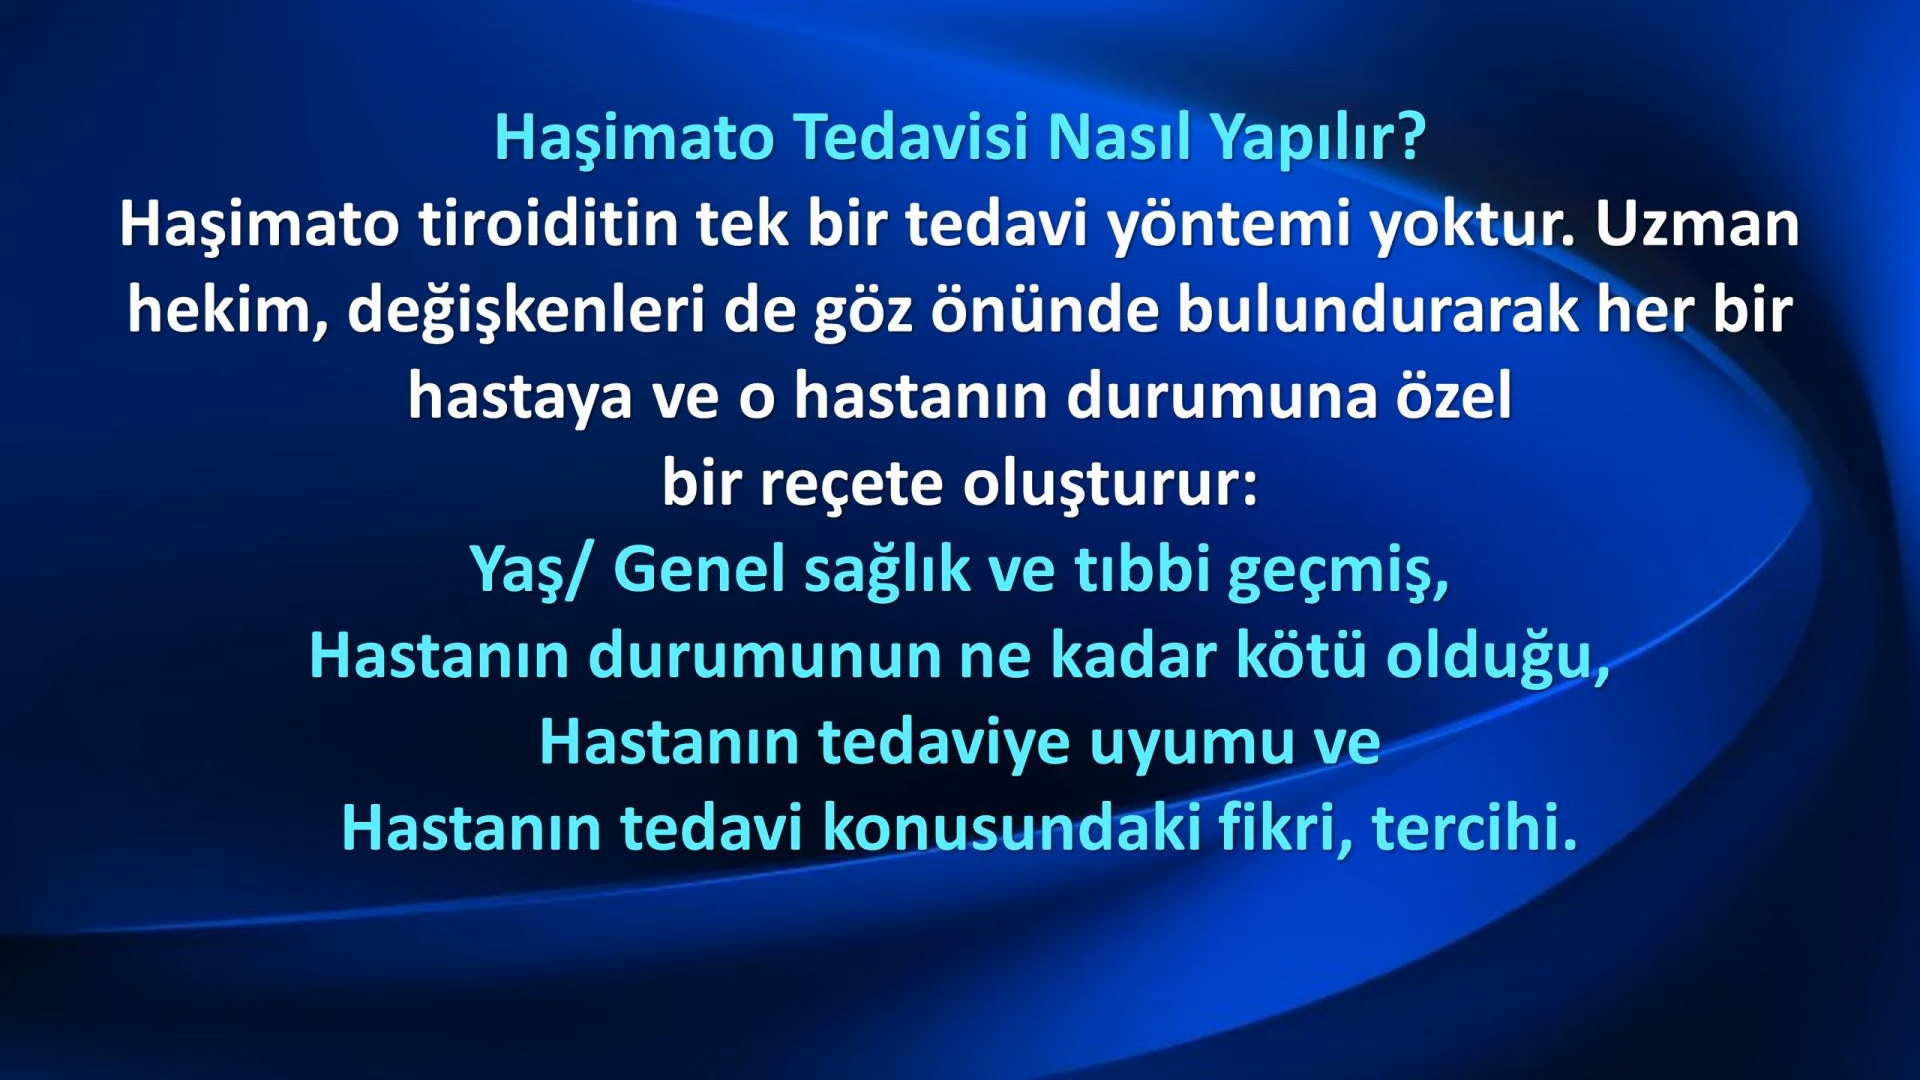 Haşimato Tedavisi Nasıl Yapılır?
Haşimato tiroiditin tek bir tedavi yöntemi yoktur. Uzman
hekim, değişkenleri de göz önünde bulundurarak her bir
hastaya ve o hastanın durumuna özel
bir reçete oluşturur:
Yaş/ Genel sağlık ve tıbbi geçmiş,
Hastanın durumunun ne kadar kötü olduğu,
Hastanın tedaviye uyumu ve
Hastanın tedavi konusundaki fikri, tercihi.